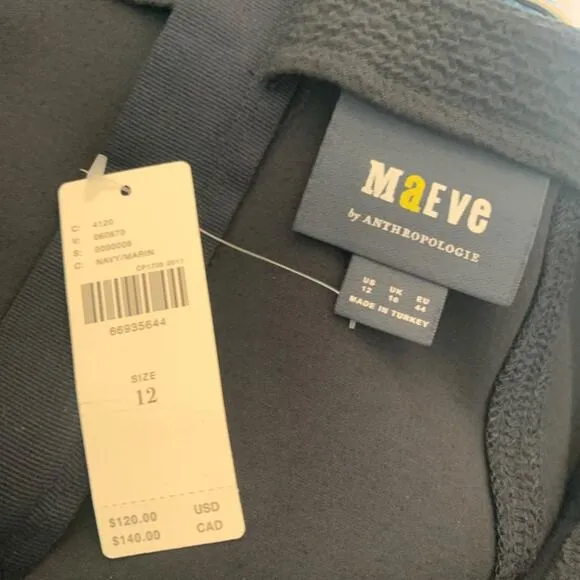 C: 4120
V: 060870
S: 0000009
C: NAVY/MARIN
66935644
SIZE
12
$120.00 USD
$140.00 CAD
MaEVe
by ANTHROPOLOGIE
US UK EU
12 16 44
MADE IN TURKEY